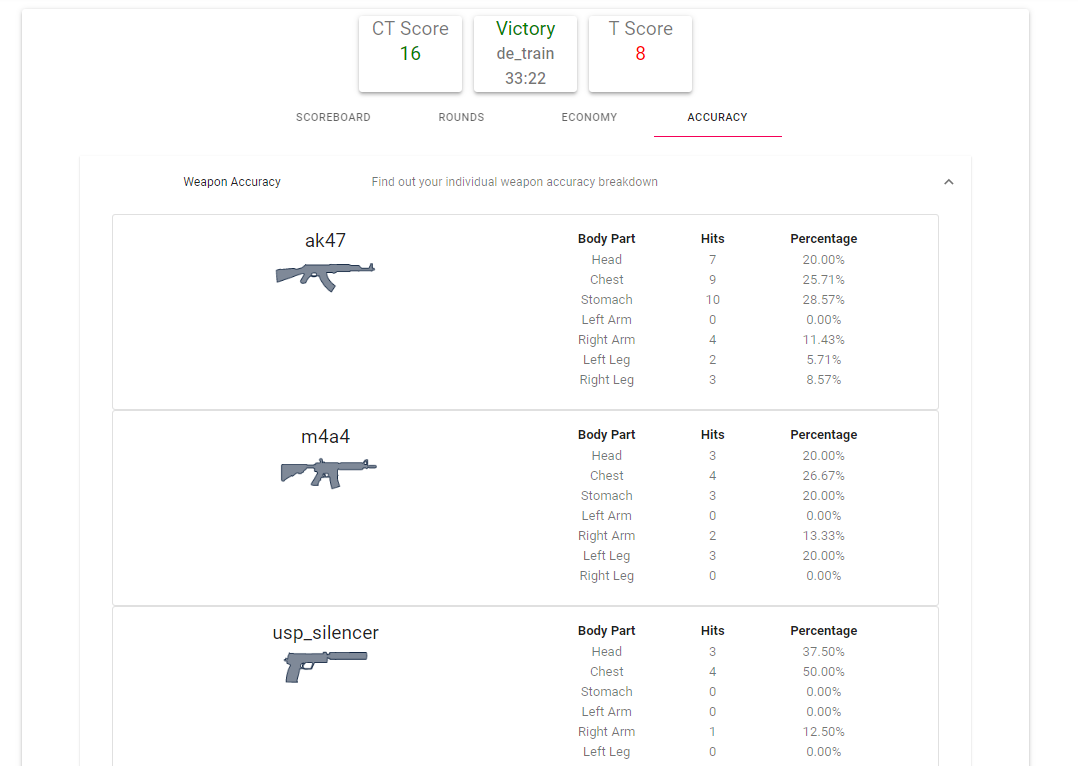 CT Score Victory T Score
16 de_train 8
33:22
SCOREBOARD ROUNDS ECONOMY ACCURACY
Weapon Accuracy Find out your individual weapon accuracy breakdown
ak47
Body Part Hits Percentage
Head 7 20.00%
Chest 9 25.71%
Stomach 10 28.57%
Left Arm 0 0.00%
Right Arm 4 11.43%
Left Leg 2 5.71%
Right Leg 3 8.57%
m4a4
Body Part Hits Percentage
Head 3 20.00%
Chest 4 26.67%
Stomach 3 20.00%
Left Arm 0 0.00%
Right Arm 2 13.33%
Left Leg 3 20.00%
Right Leg 0 0.00%
usp_silencer
Body Part Hits Percentage
Head 3 37.50%
Chest 4 50.00%
Stomach 0 0.00%
Left Arm 0 0.00%
Right Arm 1 12.50%
Left Leg 0 0.00%